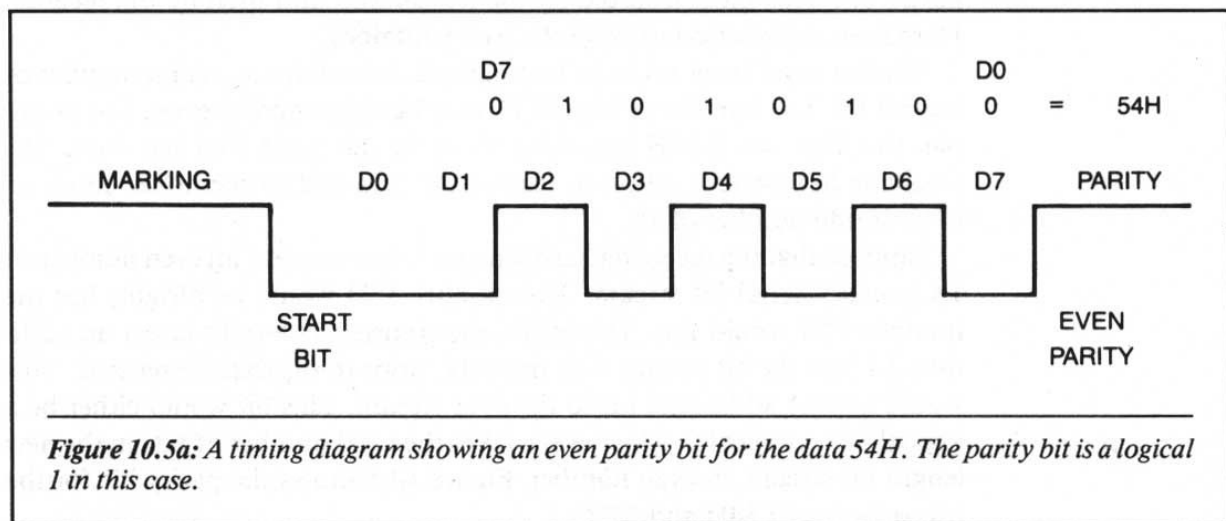 D7 D0
0 1 0 1 0 1 0 0 = 54H
MARKING D0 D1 D2 D3 D4 D5 D6 D7 PARITY
START EVEN
BIT PARITY
Figure 10.5a: A timing diagram showing an even parity bit for the data 54H. The parity bit is a logical
1 in this case.